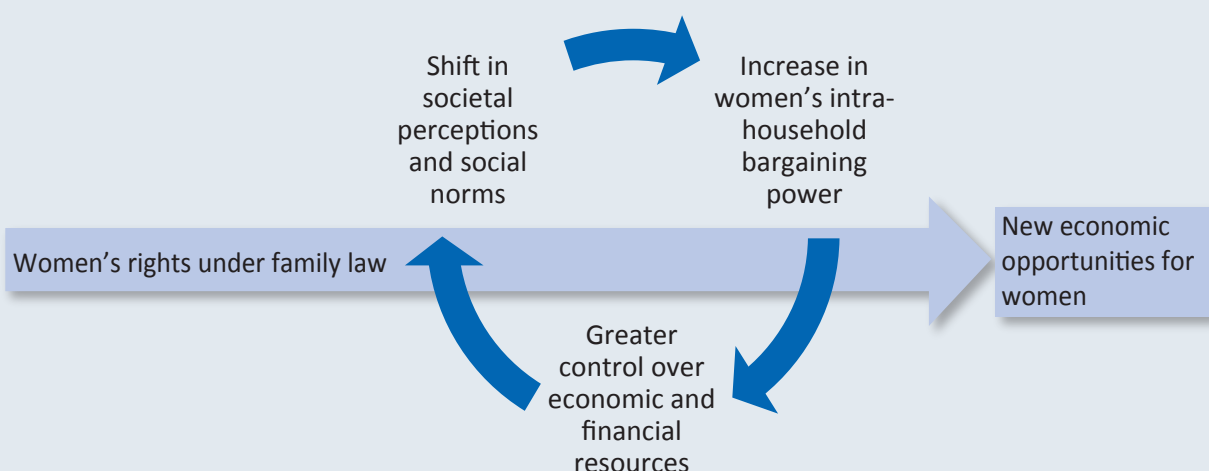 Shift in
societal
perceptions
and social
norms
Increase in
women’s intra-
household
bargaining
power
Women’s rights under family law
New economic
opportunities for
women
Greater
control over
economic and
financial
resources